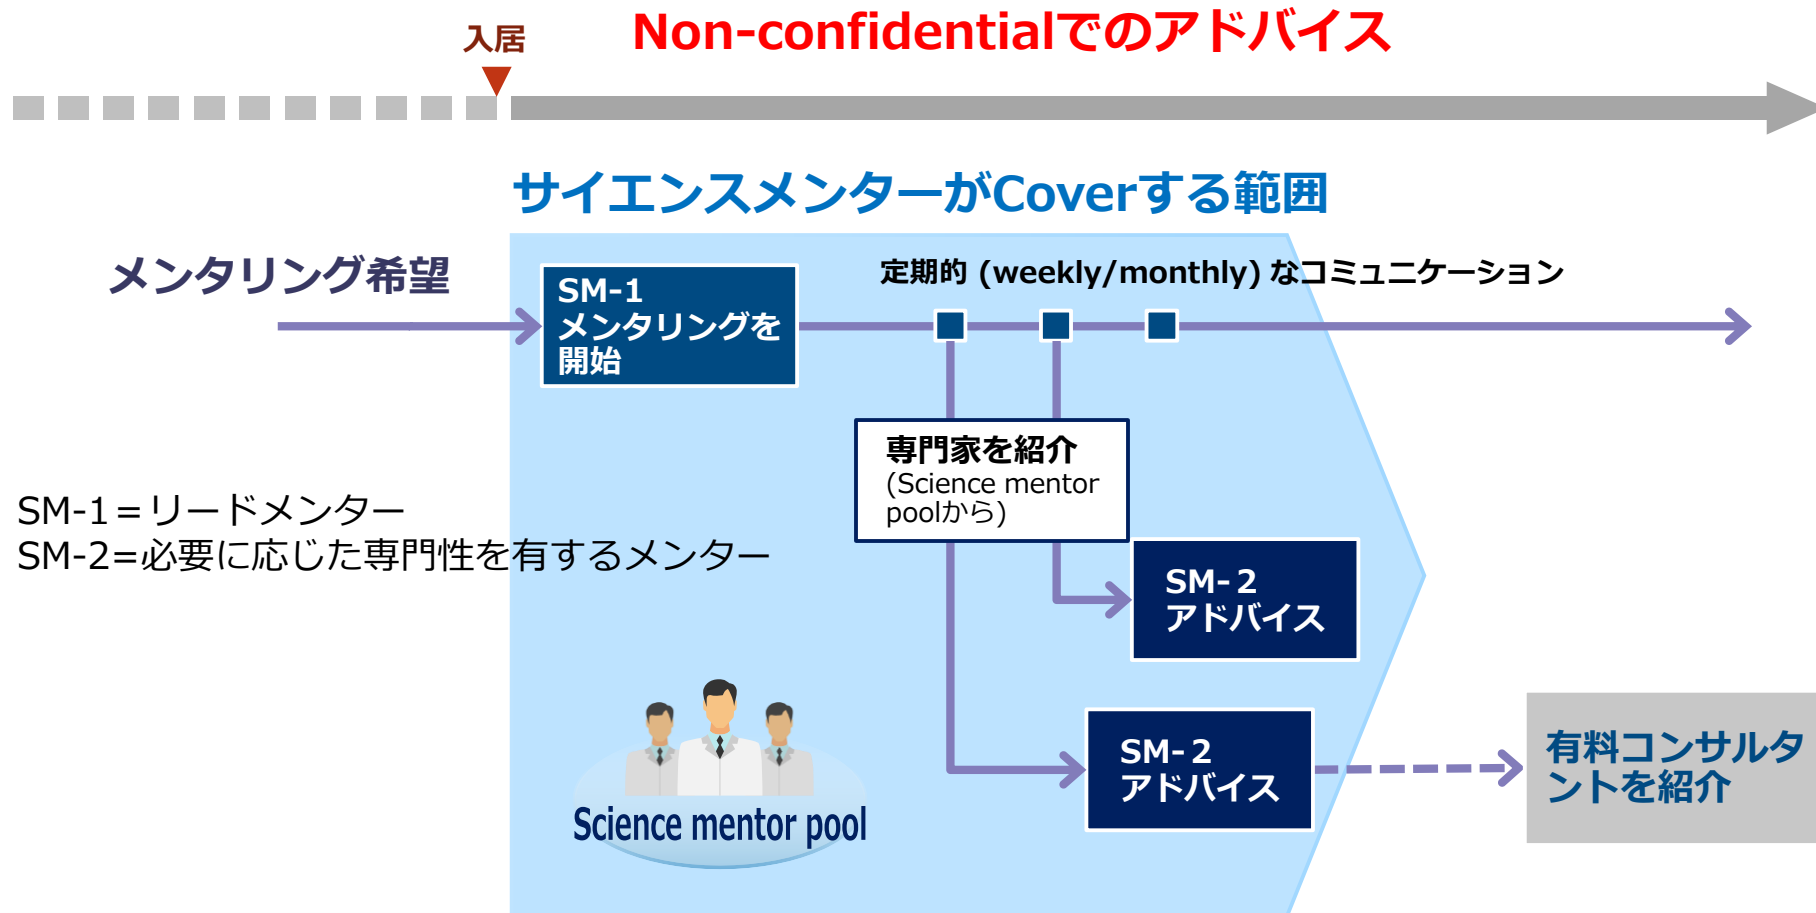 入居
Non-confidentialでのアドバイス
サイエンスメンターがCoverする範囲
メンタリング希望
SM-1
メンタリングを
開始
定期的 (weekly/monthly) なコミュニケーション
専門家を紹介
(Science mentor
poolから)
SM-1＝リードメンター
SM-2=必要に応じた専門性を有するメンター
SM-２
アドバイス
SM-２
アドバイス
有料コンサルタ
ントを紹介
Science mentor pool